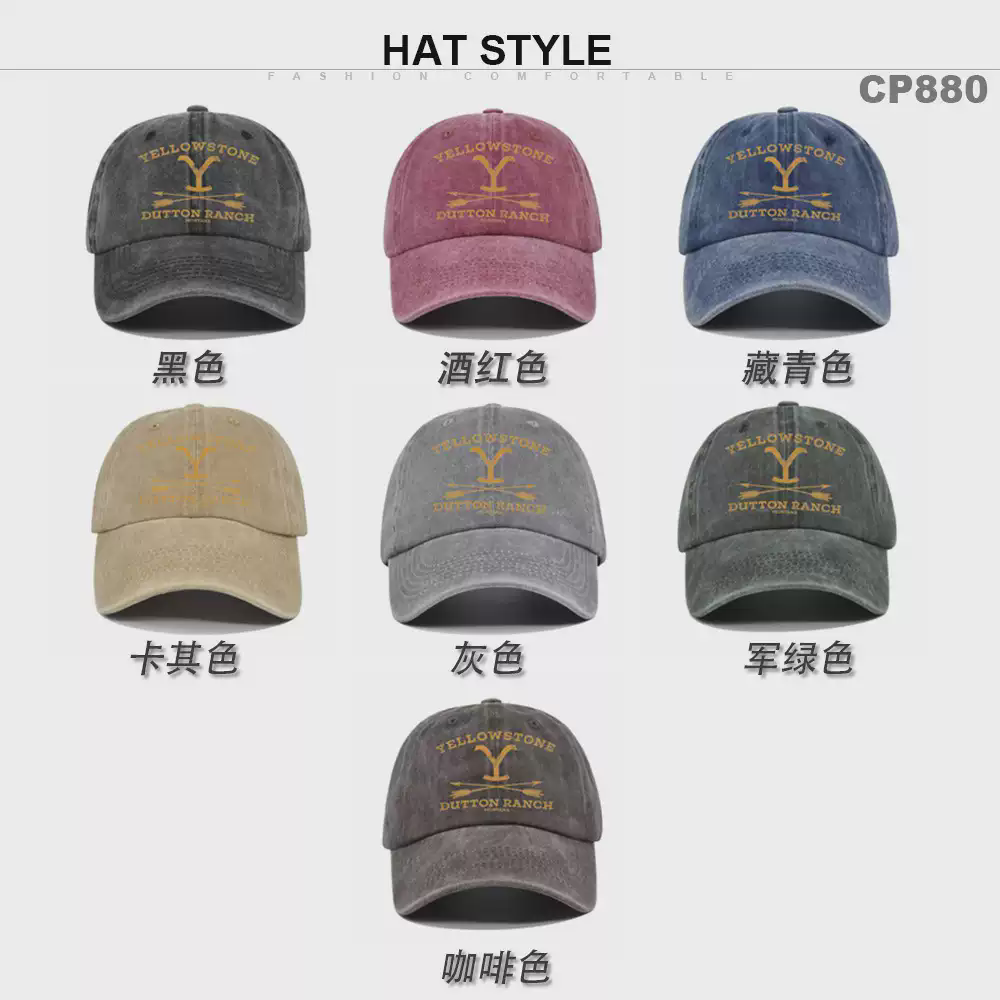 HAT STYLE
FASHION COMFORTABLE
CP880
YELLOWSTONE
Y
DUTTON RANCH
黑色
YELLOWSTONE
Y
DUTTON RANCH
酒红色
YELLOWSTONE
Y
DUTTON RANCH
藏青色
YELLOWSTONE
Y
卡其色
YELLOWSTONE
Y
DUTTON RANCH
灰色
YELLOWSTONE
Y
DUTTON RANCH
军绿色
YELLOWSTONE
Y
DUTTON RANCH
咖啡色